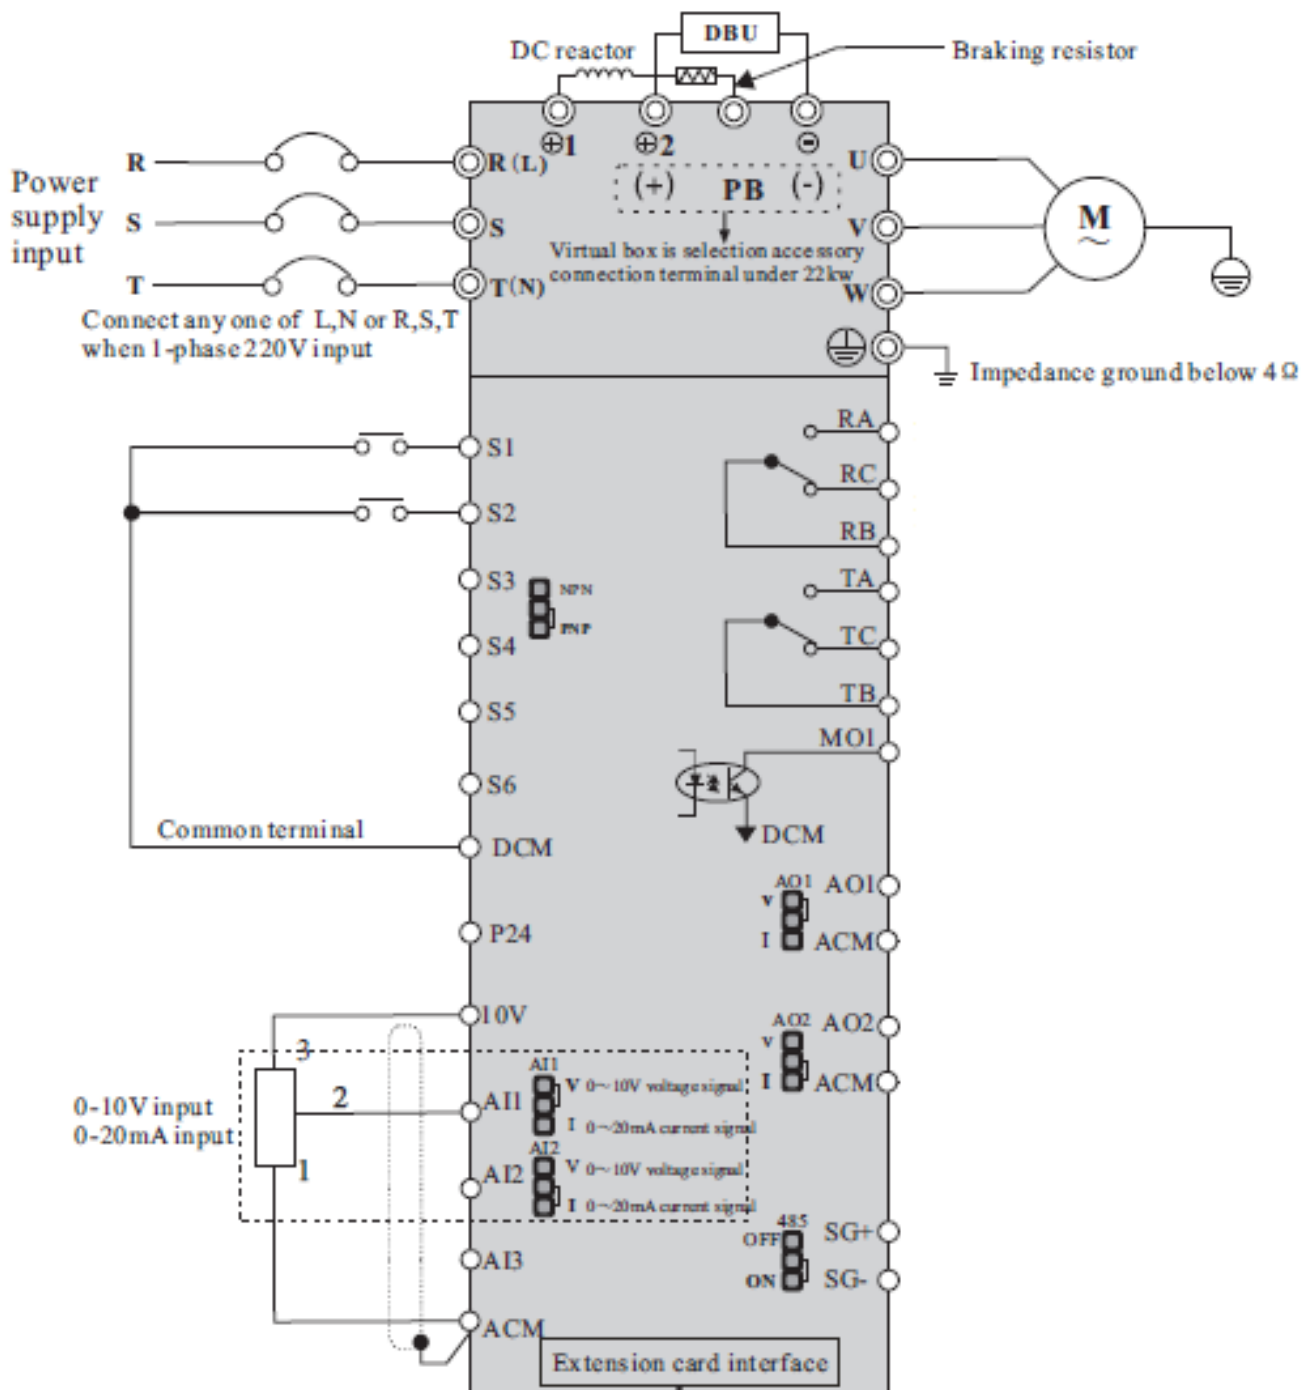 DBU
DC reactor
Braking resistor
⊕1
⊕2
⊖
R
R(L)
(+) PB (-)
U
Power
supply
input
S
S
V
M
~
Virtual box is selection accessory
connection terminal under 22kw
T
T(N)
W
Connect any one of L,N or R,S,T
when 1-phase 220V input
Impedance ground below 4Ω
RA
S1
RC
S2
RB
S3
NPN
TA
PNP
S4
TC
TB
S5
MO1
S6
Common terminal
DCM
DCM
AO1
AO1
V
I
ACM
P24
10V
AO2
AO2
V
I
ACM
3
AI1
V 0~10V voltage signal
0-10V input
0-20mA input
2
AI1
I 0~20mA current signal
AI2
1
AI2
V 0~10V voltage signal
I 0~20mA current signal
485
OFF
SG+
AI3
ON
SG-
ACM
Extension card interface